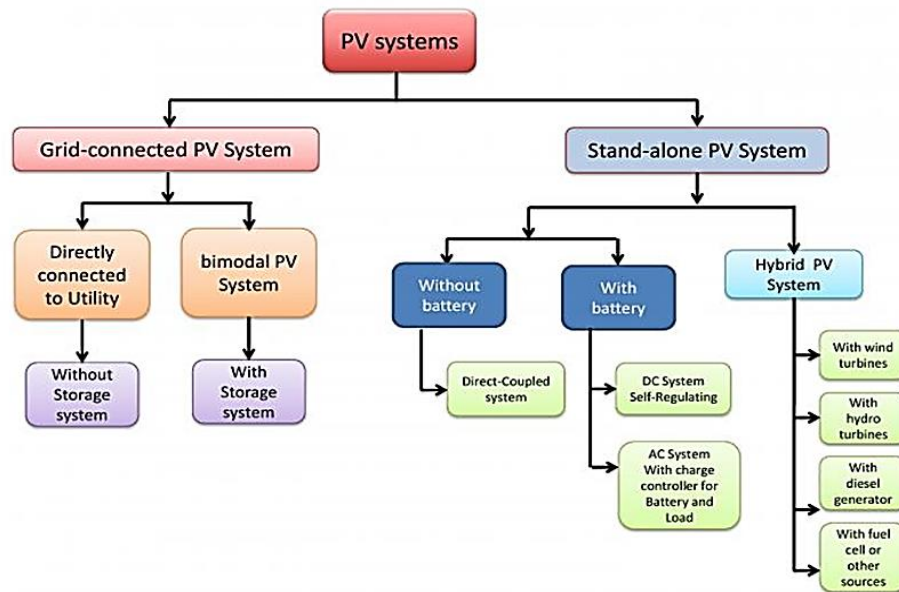 PV systems
Grid-connected PV System
Stand-alone PV System
Directly
connected
to Utility
bimodal PV
System
Without
battery
With
battery
Hybrid PV
System
Without
Storage
system
With
Storage
system
Direct-Coupled
system
DC System
Self-Regulating
AC System
With charge
controller for
Battery and
Load
With wind
turbines
With
hydro
turbines
With
diesel
generator
With fuel
cell or
other
sources